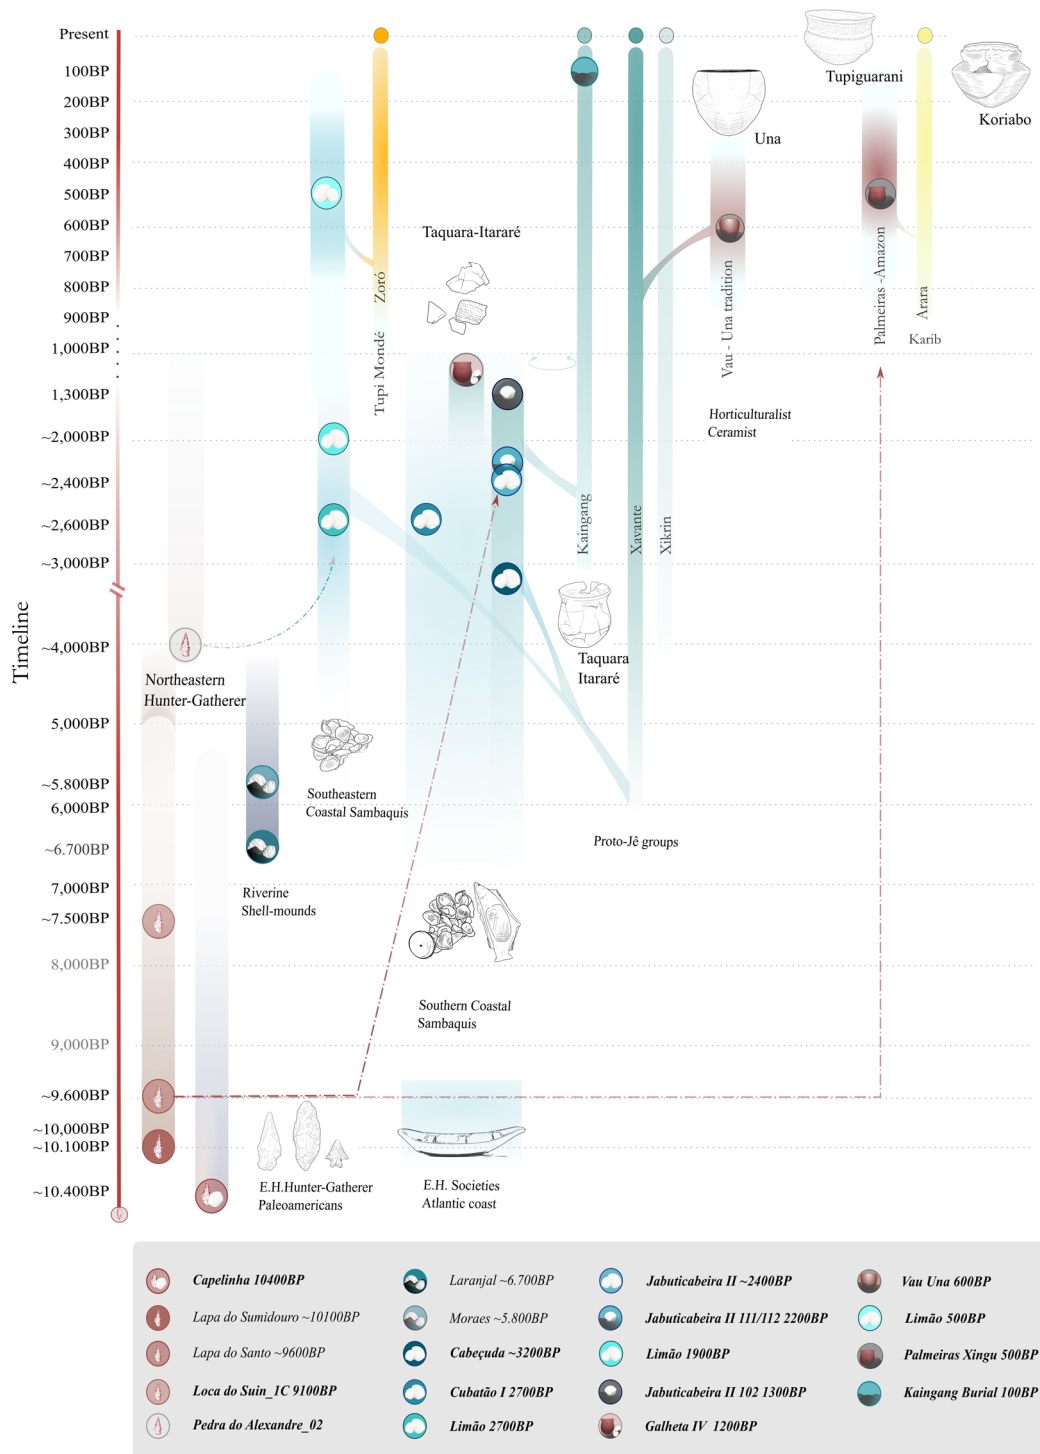 Timeline
Present
100BP
200BP
300BP
400BP
500BP
600BP
700BP
800BP
900BP
1,000BP
1,300BP
~2,000BP
~2,400BP
~2,600BP
~3,000BP
~4,000BP
5,000BP
~5.800BP
6,000BP
~6.700BP
7,000BP
~7.500BP
8,000BP
9,000BP
~9.600BP
~10,000BP
~10.100BP
~10.400BP
Tupiguarani
Koriabo
Una
Taquara-Itararé
Zoró
Tupi Mondé
Vau - Una tradition
Palmeiras -Amazon
Arara
Karib
Horticulturalist
Ceramist
Kaingang
Xavante
Xikrin
Taquara
Itararé
Northeastern
Hunter-Gatherer
Southeastern
Coastal Sambaquis
Proto-Jê groups
Riverine
Shell-mounds
Southern Coastal
Sambaquis
E.H.Hunter-Gatherer
Paleoamericans
E.H. Societies
Atlantic coast
Capelinha 10400BP
Lapa do Sumidouro ~10100BP
Lapa do Santo ~9600BP
Loca do Suin_1C 9100BP
Pedra do Alexandre_02
Laranjal ~6.700BP
Moraes ~5.800BP
Cabeçuda ~3200BP
Cubatão I 2700BP
Limão 2700BP
Jabuticabeira II ~2400BP
Jabuticabeira II 111/112 2200BP
Limão 1900BP
Jabuticabeira II 102 1300BP
Galheta IV 1200BP
Vau Una 600BP
Limão 500BP
Palmeiras Xingu 500BP
Kaingang Burial 100BP